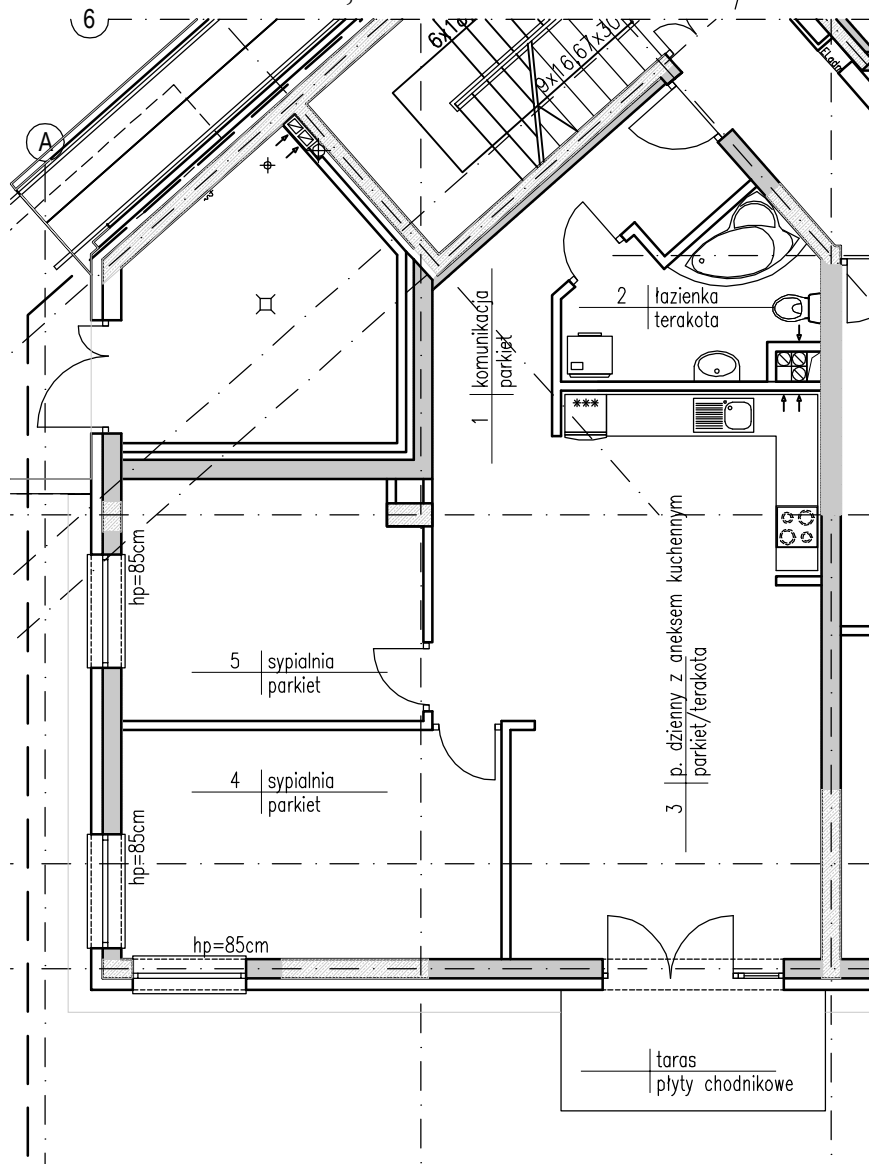 6
A
9x16,67x30
2 łazienka
terakota
1 komunikacja
parkiet
***
hp=85cm
5 sypialnia
parkiet
3 p. dzienny z aneksem kuchennym
parkiet/terakota
4 sypialnia
parkiet
hp=85cm
hp=85cm
taras
płyty chodnikowe